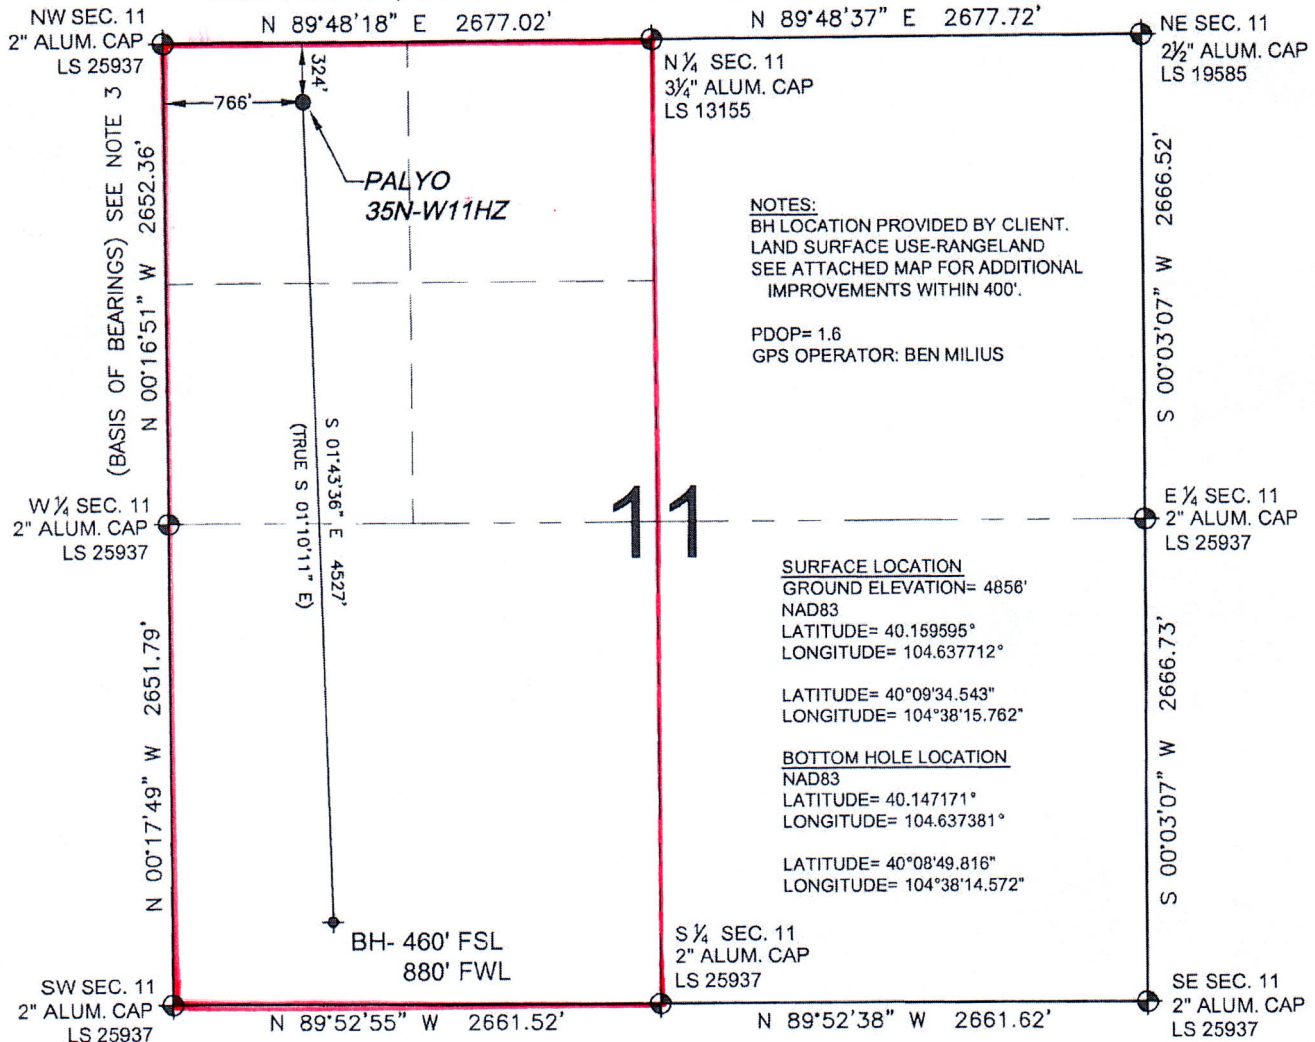 NW SEC. 11
2" ALUM. CAP
LS 25937
N 89°48'18" E 2677.02'
N 89°48'37" E 2677.72'
NE SEC. 11
2½" ALUM. CAP
LS 19585
N ¼ SEC. 11
3¼" ALUM. CAP
LS 13155
324'
766'
PALYO
35N-W11HZ
(BASIS OF BEARINGS) SEE NOTE 3
N 00°16'51" W 2652.36'
S 00°03'07" W 2666.52'
NOTES:
BH LOCATION PROVIDED BY CLIENT.
LAND SURFACE USE-RANGELAND
SEE ATTACHED MAP FOR ADDITIONAL
IMPROVEMENTS WITHIN 400'.
PDOP= 1.6
GPS OPERATOR: BEN MILIUS
S 01°43'36" E 4527'
(TRUE S 01°10'11" E)
W ¼ SEC. 11
2" ALUM. CAP
LS 25937
11
E ¼ SEC. 11
2" ALUM. CAP
LS 25937
SURFACE LOCATION
GROUND ELEVATION= 4856'
NAD83
LATITUDE= 40.159595°
LONGITUDE= 104.637712°
LATITUDE= 40°09'34.543"
LONGITUDE= 104°38'15.762"
BOTTOM HOLE LOCATION
NAD83
LATITUDE= 40.147171°
LONGITUDE= 104.637381°
LATITUDE= 40°08'49.816"
LONGITUDE= 104°38'14.572"
N 00°17'49" W 2651.79'
S 00°03'07" W 2666.73'
BH- 460' FSL
880' FWL
S ¼ SEC. 11
2" ALUM. CAP
LS 25937
SW SEC. 11
2" ALUM. CAP
LS 25937
N 89°52'55" W 2661.52'
N 89°52'38" W 2661.62'
SE SEC. 11
2" ALUM. CAP
LS 25937